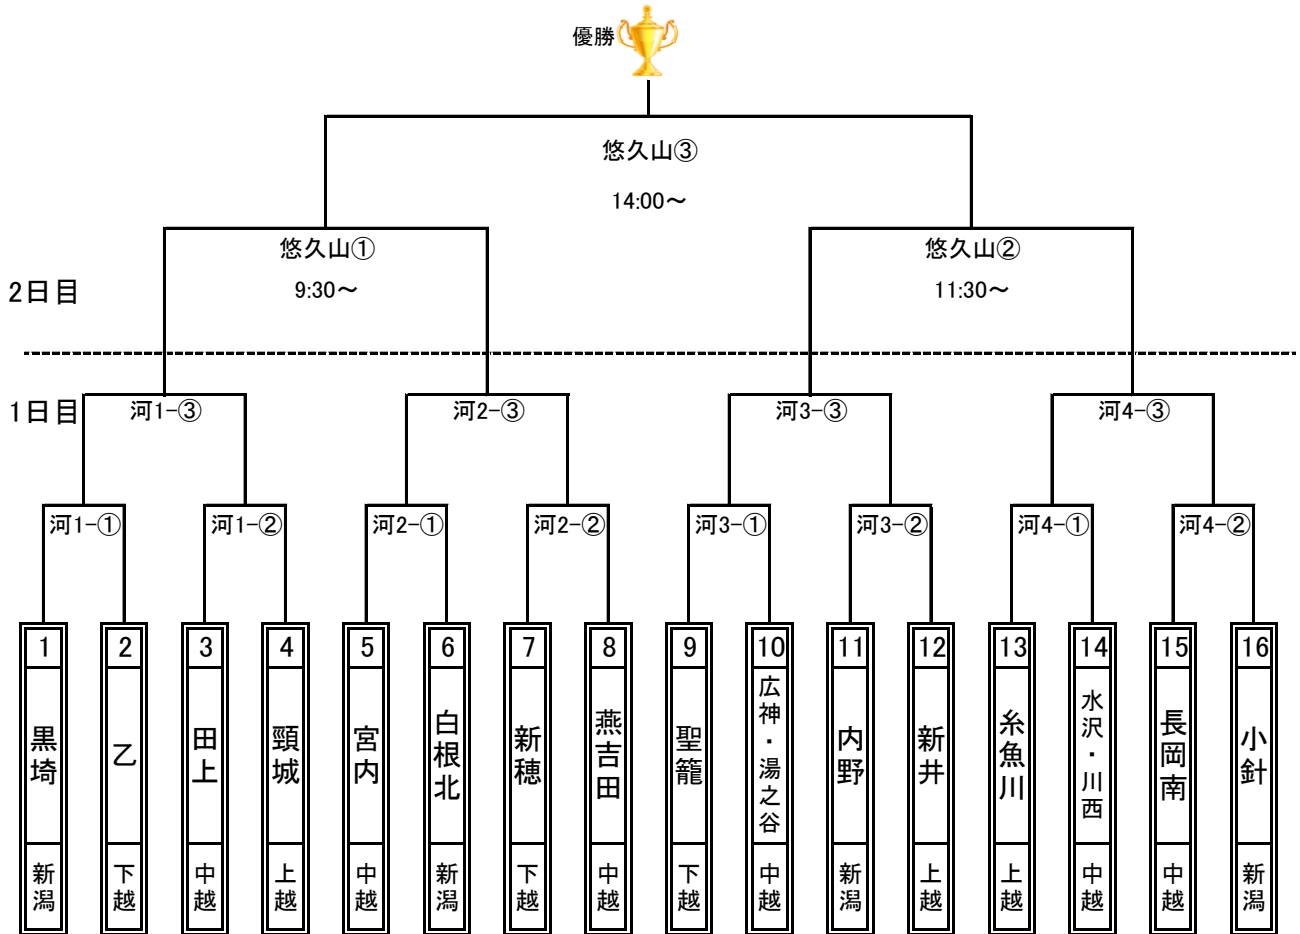 優勝
悠久山③
14:00～
悠久山①
悠久山②
9:30～
11:30～
2日目
1日目
河1-③
河2-③
河3-③
河4-③
河1-①
河1-②
河2-①
河2-②
河3-①
河3-②
河4-①
河4-②
1
黒埼
新潟
2
乙
下越
3
田上
中越
4
頸城
上越
5
宮内
中越
6
白根北
新潟
7
新穂
下越
8
燕吉田
中越
9
聖籠
下越
10
広神・湯之谷
中越
11
内野
新潟
12
新井
上越
13
糸魚川
上越
14
水沢・川西
中越
15
長岡南
中越
16
小針
新潟